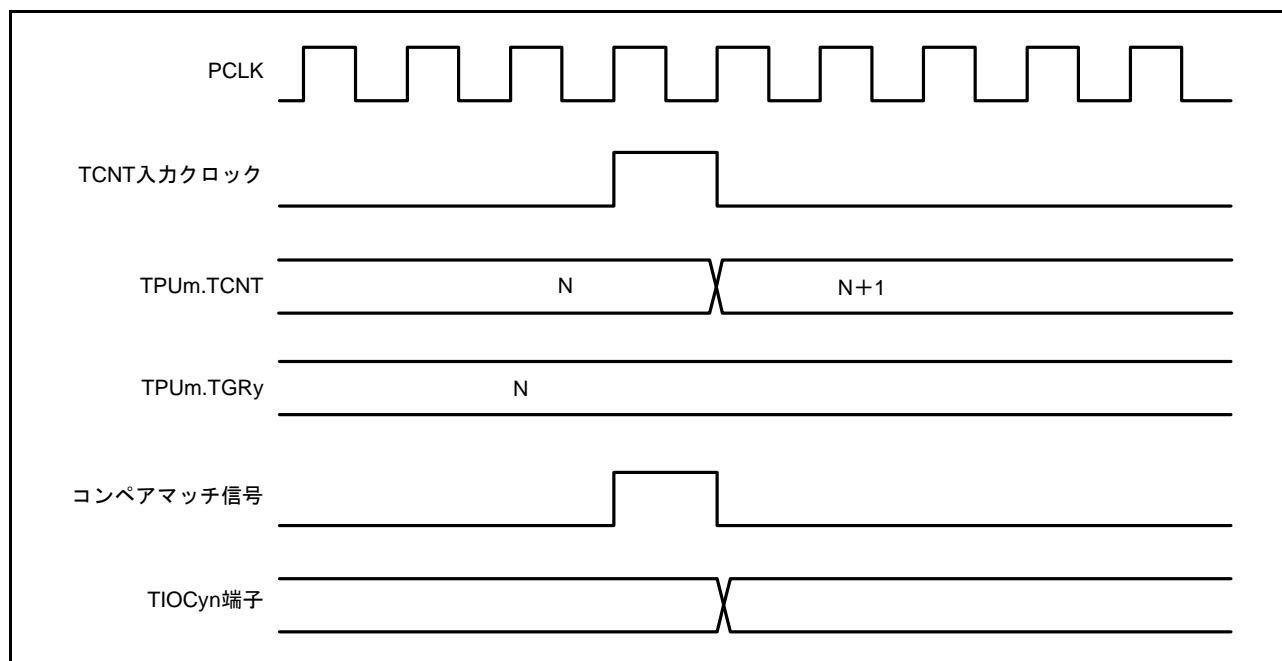 PCLK
TCNT入力クロック
TPUm.TCNT
N
N+1
TPUm.TGRy
N
コンペアマッチ信号
TIOCyn端子